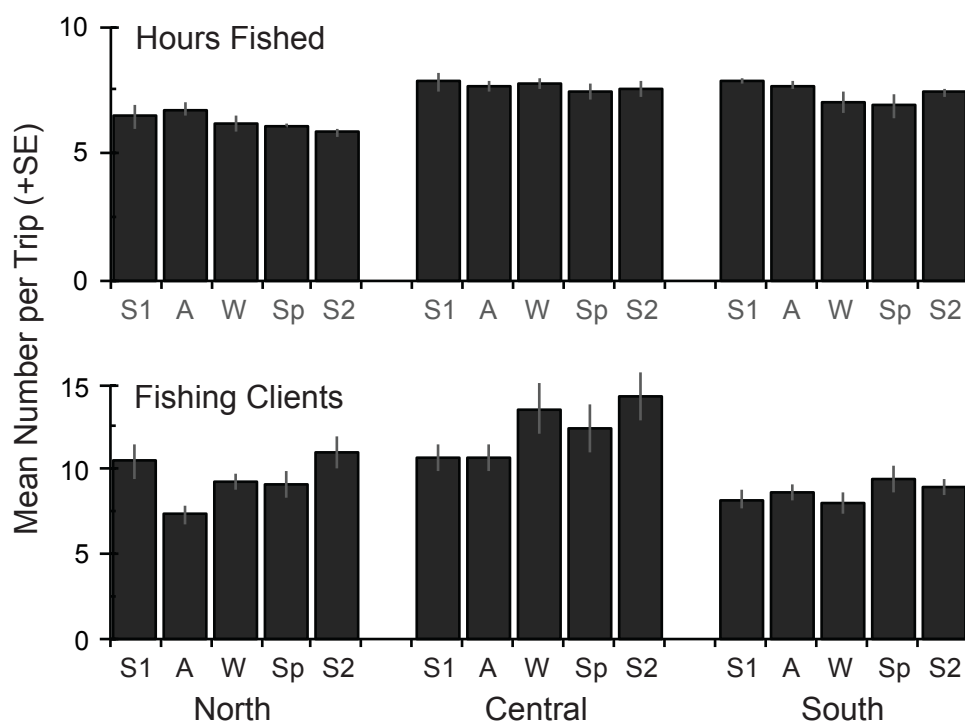 Mean Number per Trip (+SE)
10
Hours Fished
5
0
S1 A W Sp S2 S1 A W Sp S2 S1 A W Sp S2
15
Fishing Clients
10
5
0
S1 A W Sp S2 S1 A W Sp S2 S1 A W Sp S2
North Central South